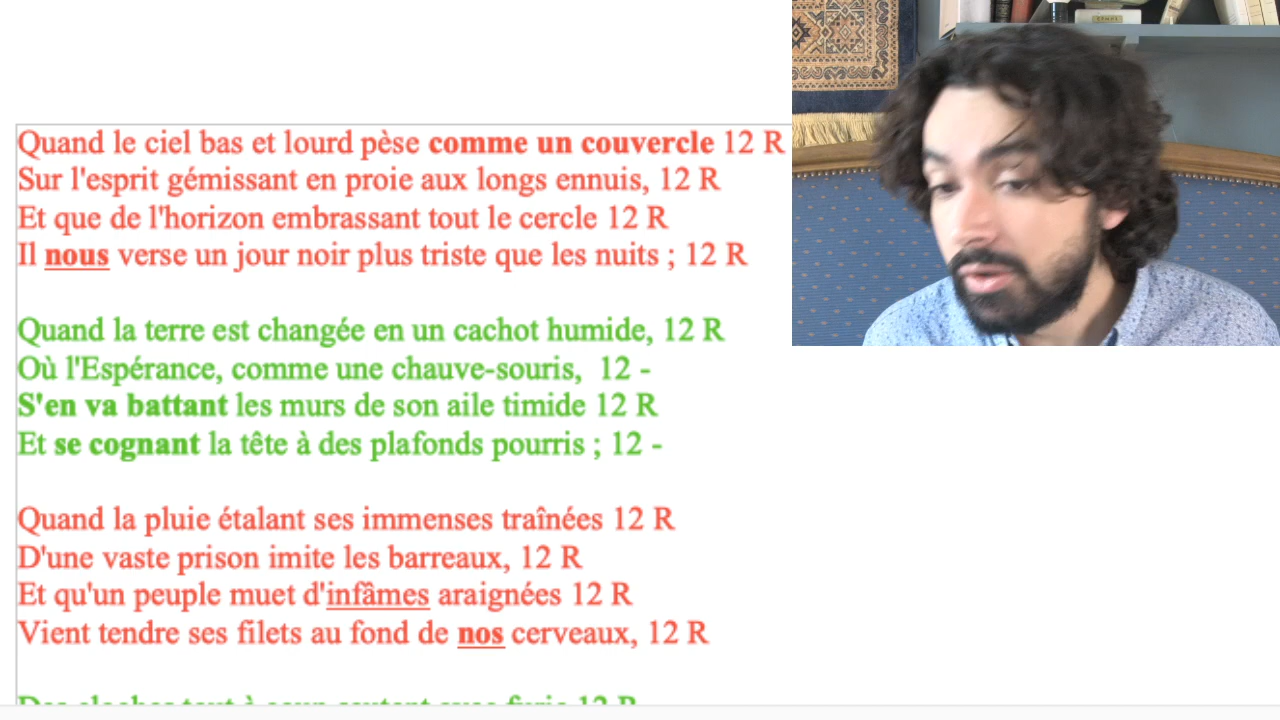 Quand le ciel bas et lourd pèse comme un couvercle 12 R
Sur l'esprit gémissant en proie aux longs ennuis, 12 R
Et que de l'horizon embrassant tout le cercle 12 R
Il nous verse un jour noir plus triste que les nuits ; 12 R
Quand la terre est changée en un cachot humide, 12 R
Où l'Espérance, comme une chauve-souris,  12 -
S'en va battant les murs de son aile timide 12 R
Et se cognant la tête à des plafonds pourris ; 12 -
Quand la pluie étalant ses immenses traînées 12 R
D'une vaste prison imite les barreaux, 12 R
Et qu'un peuple muet d'infâmes araignées 12 R
Vient tendre ses filets au fond de nos cerveaux, 12 R